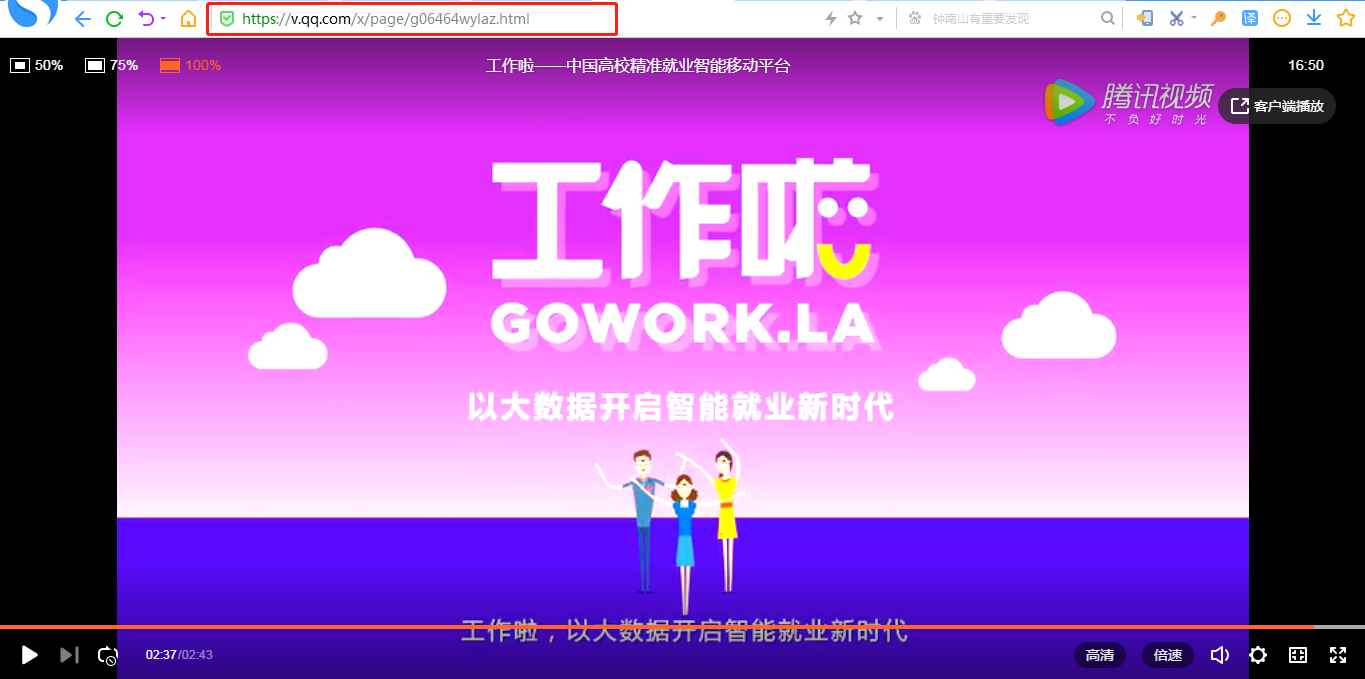 https://v.qq.com/x/page/g06464wylaz.html
钟南山有重要发现
译
50%
75%
100%
工作啦——中国高校精准就业智能移动平台
16:50
腾讯视频
不负好时光
客户端播放
工作啦
GOWORK.LA
以大数据开启智能就业新时代
工作啦，以大数据开启智能就业新时代
02:37/02:43
高清
倍速